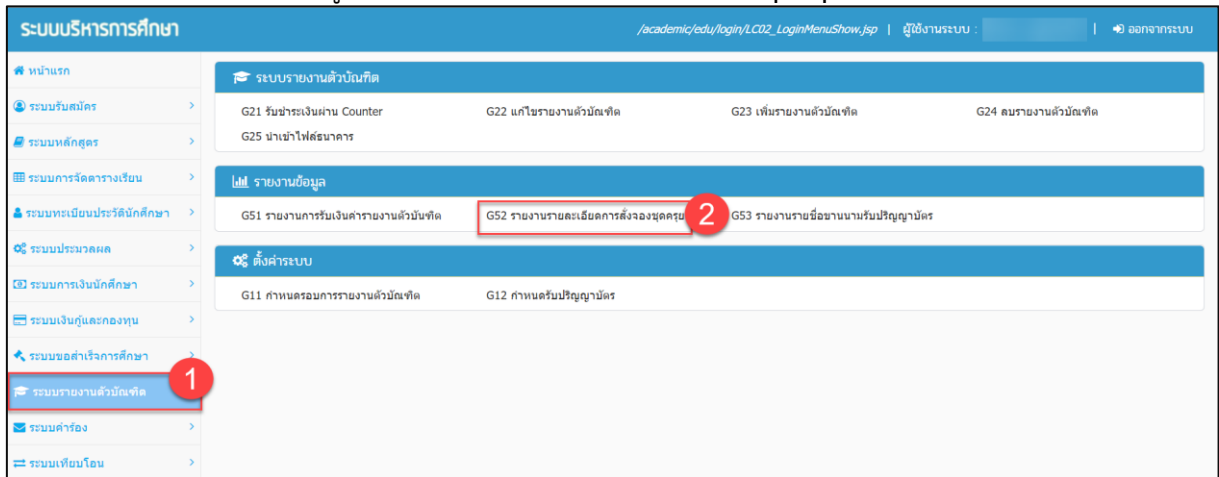 ระบบบริหารการศึกษา
/academic/edu/login/LC02_LoginMenuShow.jsp | ผู้ใช้งานระบบ : | ออกจากระบบ
หน้าแรก
ระบบรับสมัคร
ระบบหลักสูตร
ระบบการจัดตารางเรียน
ระบบทะเบียนประวัตินักศึกษา
ระบบประมวลผล
ระบบการเงินนักศึกษา
ระบบเงินกู้และกองทุน
ระบบขอสำเร็จการศึกษา
ระบบรายงานตัวบัณฑิต
1
ระบบคำร้อง
ระบบเทียบโอน
ระบบรายงานตัวบัณฑิต
G21 รับชำระเงินผ่าน Counter
G22 แก้ไขรายงานตัวบัณฑิต
G23 เพิ่มรายงานตัวบัณฑิต
G24 ลบรายงานตัวบัณฑิต
G25 นำเข้าไฟล์ธนาคาร
รายงานข้อมูล
G51 รายงานการรับเงินค่ารายงานตัวบันฑิต
G52 รายงานรายละเอียดการสั่งจองชุดครุย
2
G53 รายงานรายชื่อขานนามรับปริญญาบัตร
ตั้งค่าระบบ
G11 กำหนดรอบการรายงานตัวบัณฑิต
G12 กำหนดรับปริญญาบัตร